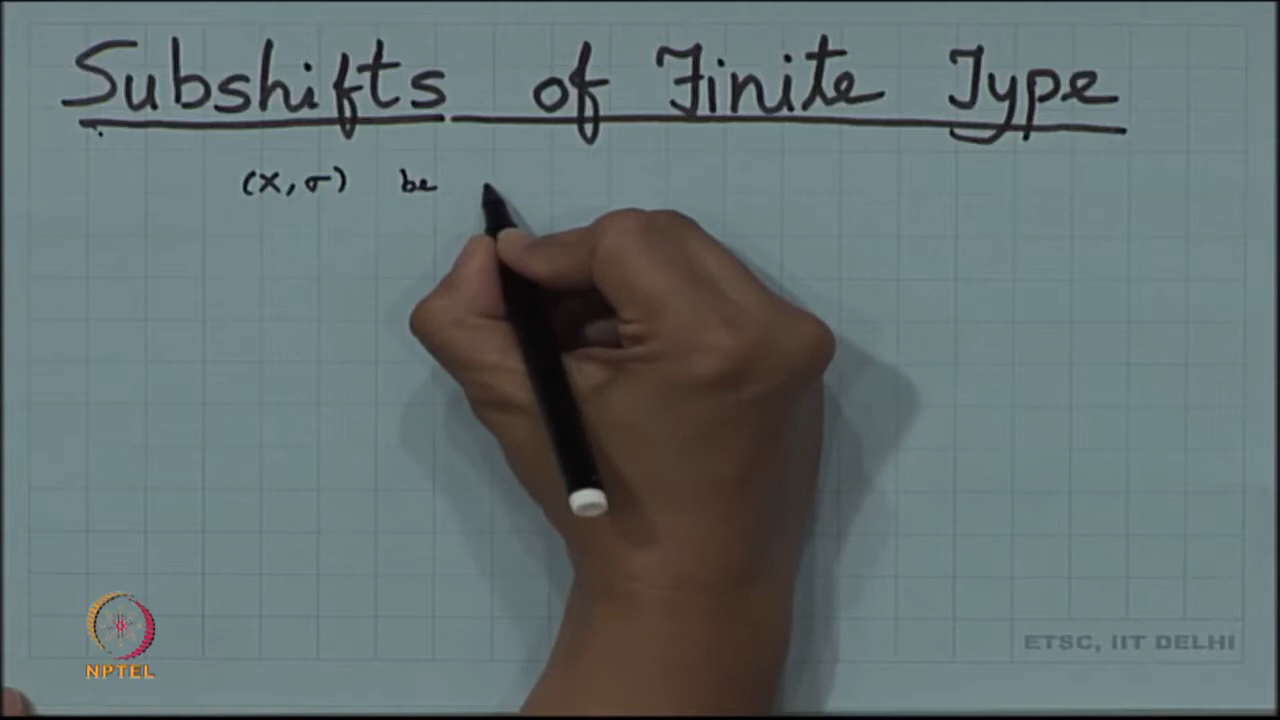 Subshifts of Finite Type
(X, σ) be
NPTEL
ETSC, IIT DELHI